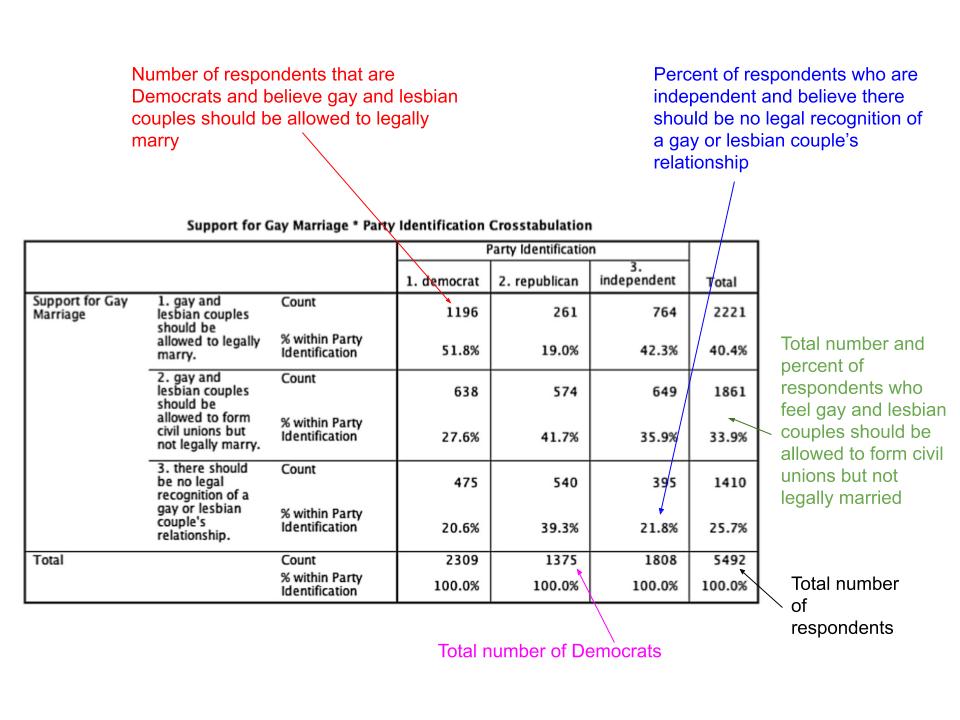 Number of respondents that are
Democrats and believe gay and lesbian
couples should be allowed to legally
marry
Percent of respondents who are
independent and believe there
should be no legal recognition of
a gay or lesbian couple's
relationship
Support for Gay Marriage * Party Identification Crosstabulation
Party Identification
1. democrat 2. republican 3. independent Total
Support for Gay
Marriage
1. gay and
lesbian couples
should be
allowed to legally
marry.
Count 1196 261 764 2221
% within Party
Identification 51.8% 19.0% 42.3% 40.4%
2. gay and
lesbian couples
should be
allowed to form
civil unions but
not legally marry.
Count 638 574 649 1861
% within Party
Identification 27.6% 41.7% 35.9% 33.9%
3. there should
be no legal
recognition of a
gay or lesbian
couple's
relationship.
Count 475 540 395 1410
% within Party
Identification 20.6% 39.3% 21.8% 25.7%
Total Count 2309 1375 1808 5492
% within Party
Identification 100.0% 100.0% 100.0% 100.0%
Total number and
percent of
respondents who
feel gay and lesbian
couples should be
allowed to form civil
unions but not
legally married
Total number
of
respondents
Total number of Democrats